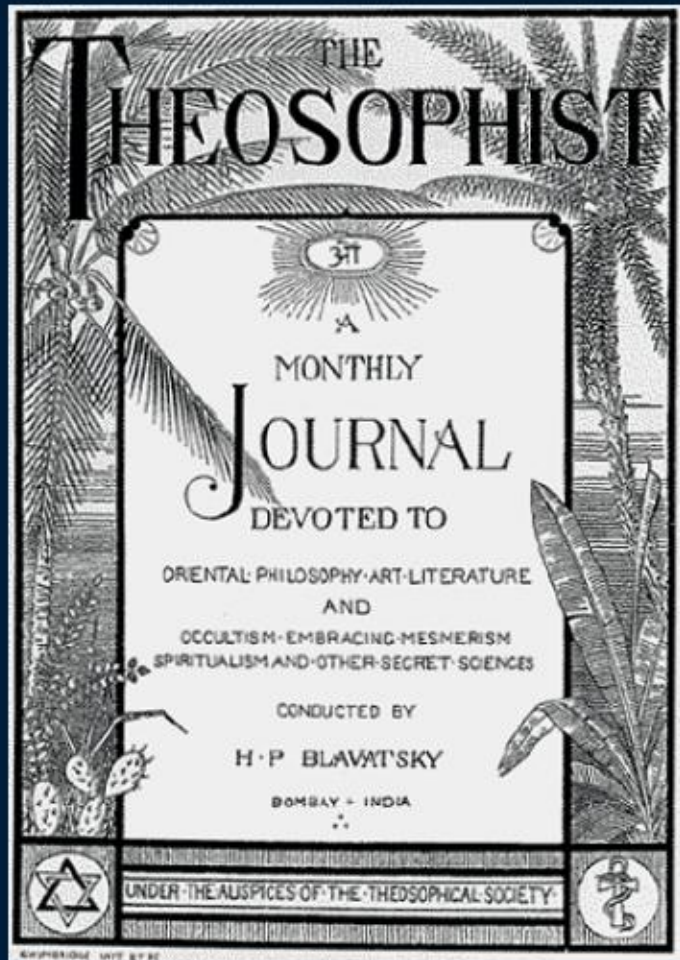 THE
THEOSOPHIST
ओं
A
MONTHLY
JOURNAL
DEVOTED TO
ORIENTAL·PHILOSOPHY·ART·LITERATURE
AND
OCCULTISM·EMBRACING·MESMERISM
SPIRITUALISM AND·OTHER·SECRET·SCIENCES
CONDUCTED BY
H·P BLAVATSKY
BOMBAY - INDIA
UNDER·THE AUSPICES OF·THE·THEOSOPHICAL SOCIETY·